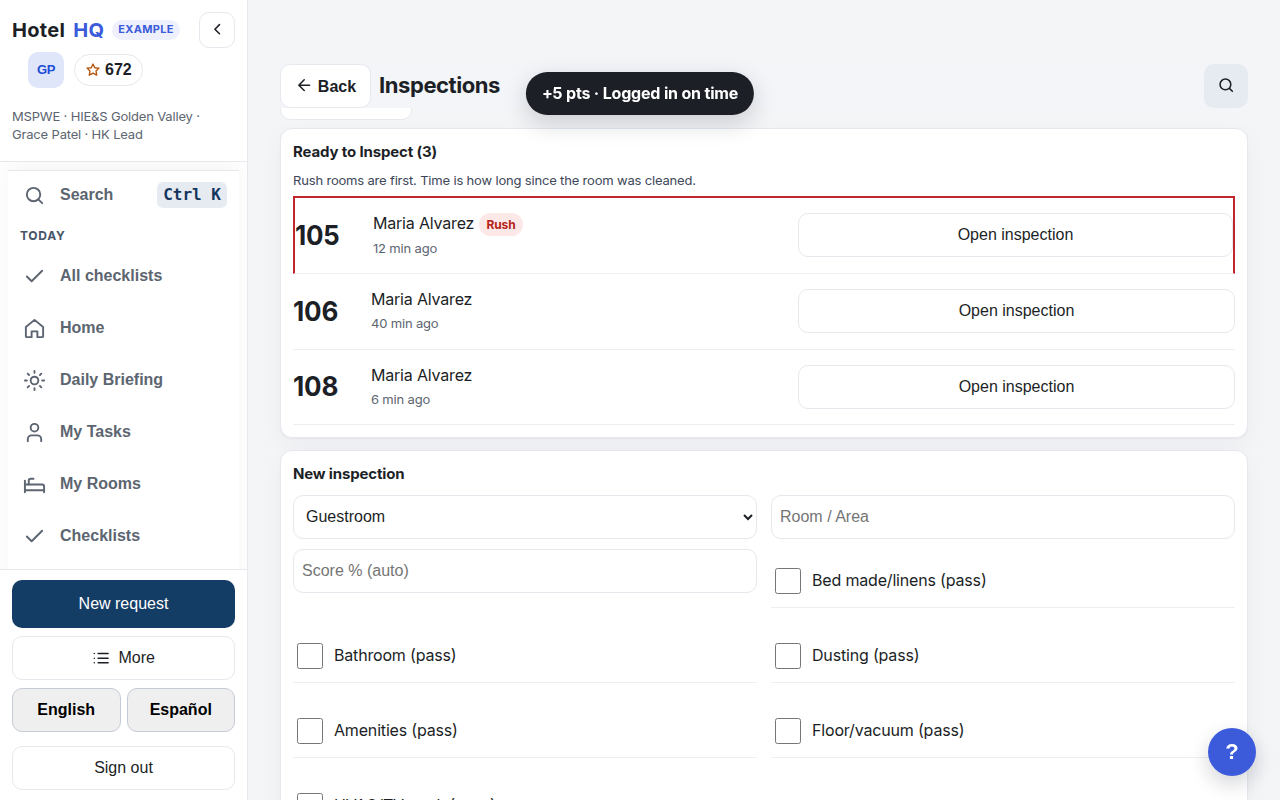 Hotel HQ EXAMPLE
GP
672
MSPWE · HIE&S Golden Valley ·
Grace Patel · HK Lead
Search Ctrl K
TODAY
All checklists
Home
Daily Briefing
My Tasks
My Rooms
Checklists
New request
More
English Español
Sign out
Back Inspections
+5 pts · Logged in on time
Ready to Inspect (3)
Rush rooms are first. Time is how long since the room was cleaned.
105 Maria Alvarez Rush
12 min ago
Open inspection
106 Maria Alvarez
40 min ago
Open inspection
108 Maria Alvarez
6 min ago
Open inspection
New inspection
Guestroom
Room / Area
Score % (auto)
Bed made/linens (pass)
Bathroom (pass)
Dusting (pass)
Amenities (pass)
Floor/vacuum (pass)
?